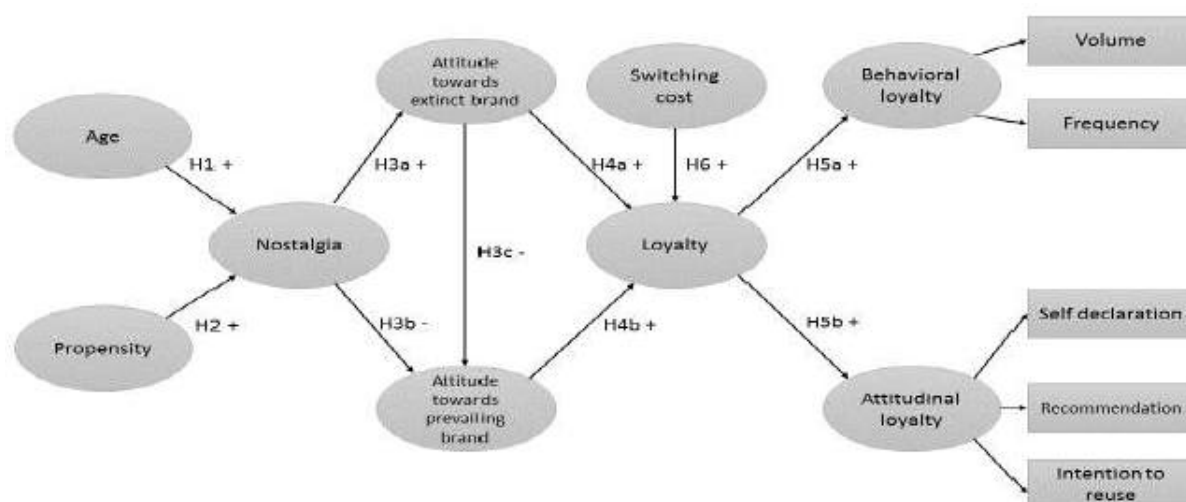 Age
H1 +
Propensity
H2 +
Nostalgia
H3a +
H3b -
Attitude
towards
extinct brand
H3c -
Attitude
towards
prevailing
brand
H4a +
H4b +
Switching
cost
H6 +
Loyalty
H5a +
H5b +
Behavioral
loyalty
Volume
Frequency
Attitudinal
loyalty
Self declaration
Recommendation
Intention to
reuse